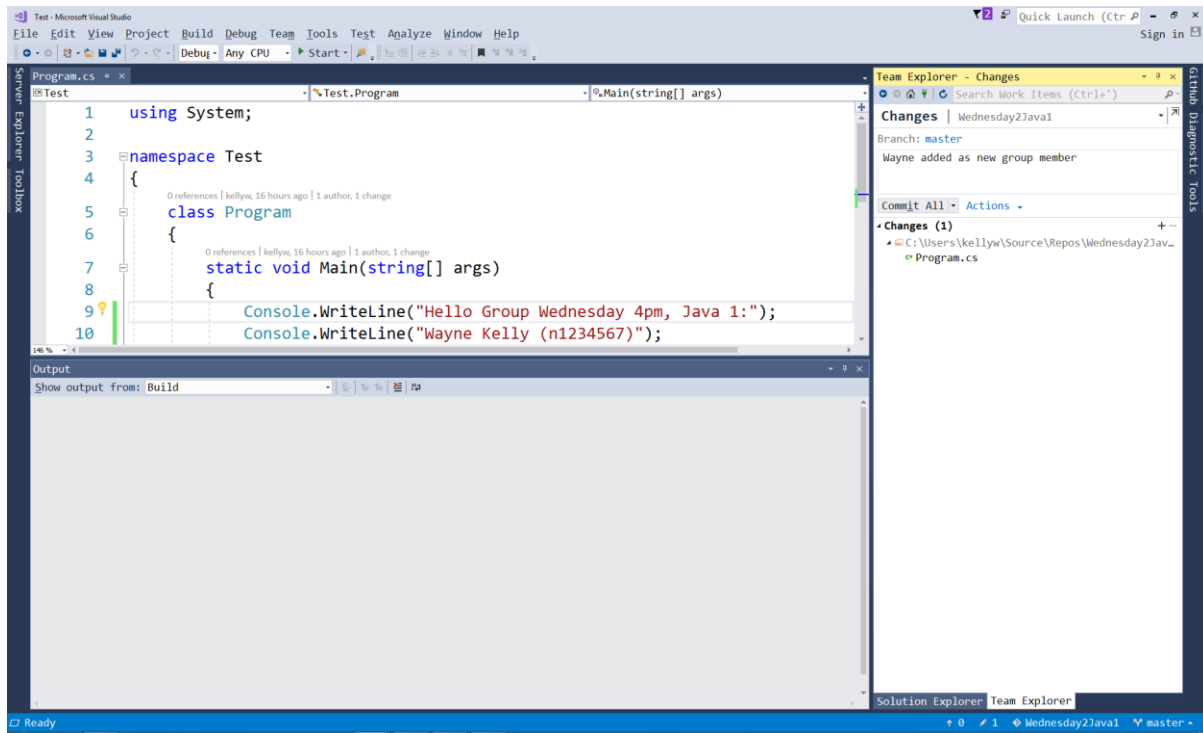 Test - Microsoft Visual Studio
2 Quick Launch (Ctr
File Edit View Project Build Debug Team Tools Test Analyze Window Help
Sign in
Debug Any CPU Start
Server Explorer
Toolbox
Program.cs
Test Test.Program Main(string[] args)
1 using System;
2
3 namespace Test
4 {
0 references | kellyw, 16 hours ago | 1 author, 1 change
5 class Program
6 {
0 references | kellyw, 16 hours ago | 1 author, 1 change
7 static void Main(string[] args)
8 {
9 Console.WriteLine("Hello Group Wednesday 4pm, Java 1:");
10 Console.WriteLine("Wayne Kelly (n1234567)");
146 %
Output
Show output from: Build
Team Explorer - Changes
Search Work Items (Ctrl+')
Changes | Wednesday2Java1
Branch: master
Wayne added as new group member
Commit All Actions
Changes (1)
C:\Users\kellyw\Source\Repos\Wednesday2Jav...
Program.cs
Solution Explorer Team Explorer
GitHub
Diagnostic Tools
Ready
0 1 Wednesday2Java1 master